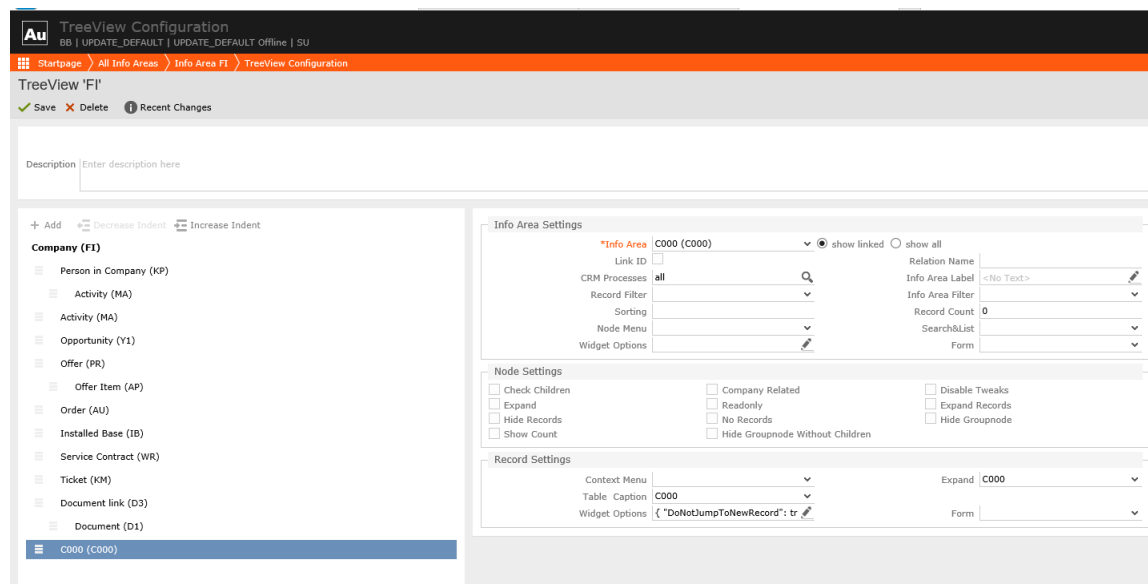 Au
TreeView Configuration
BB | UPDATE_DEFAULT | UPDATE_DEFAULT Offline | SU
Startpage All Info Areas Info Area FI TreeView Configuration
TreeView 'FI'
Save Delete Recent Changes
Description Enter description here
Add Decrease Indent Increase Indent
Company (FI)
Person in Company (KP)
Activity (MA)
Activity (MA)
Opportunity (Y1)
Offer (PR)
Offer Item (AP)
Order (AU)
Installed Base (IB)
Service Contract (WR)
Ticket (KM)
Document link (D3)
Document (D1)
C000 (C000)
Info Area Settings
*Info Area C000 (C000) show linked show all
Link ID Relation Name
CRM Processes all Info Area Label <No Text>
Record Filter Info Area Filter
Sorting Record Count 0
Node Menu Search&List
Widget Options Form
Node Settings
Check Children Company Related Disable Tweaks
Expand Readonly Expand Records
Hide Records No Records Hide Groupnode
Show Count Hide Groupnode Without Children
Record Settings
Context Menu Expand C000
Table Caption C000
Widget Options { "DoNotJumpToNewRecord": tr Form